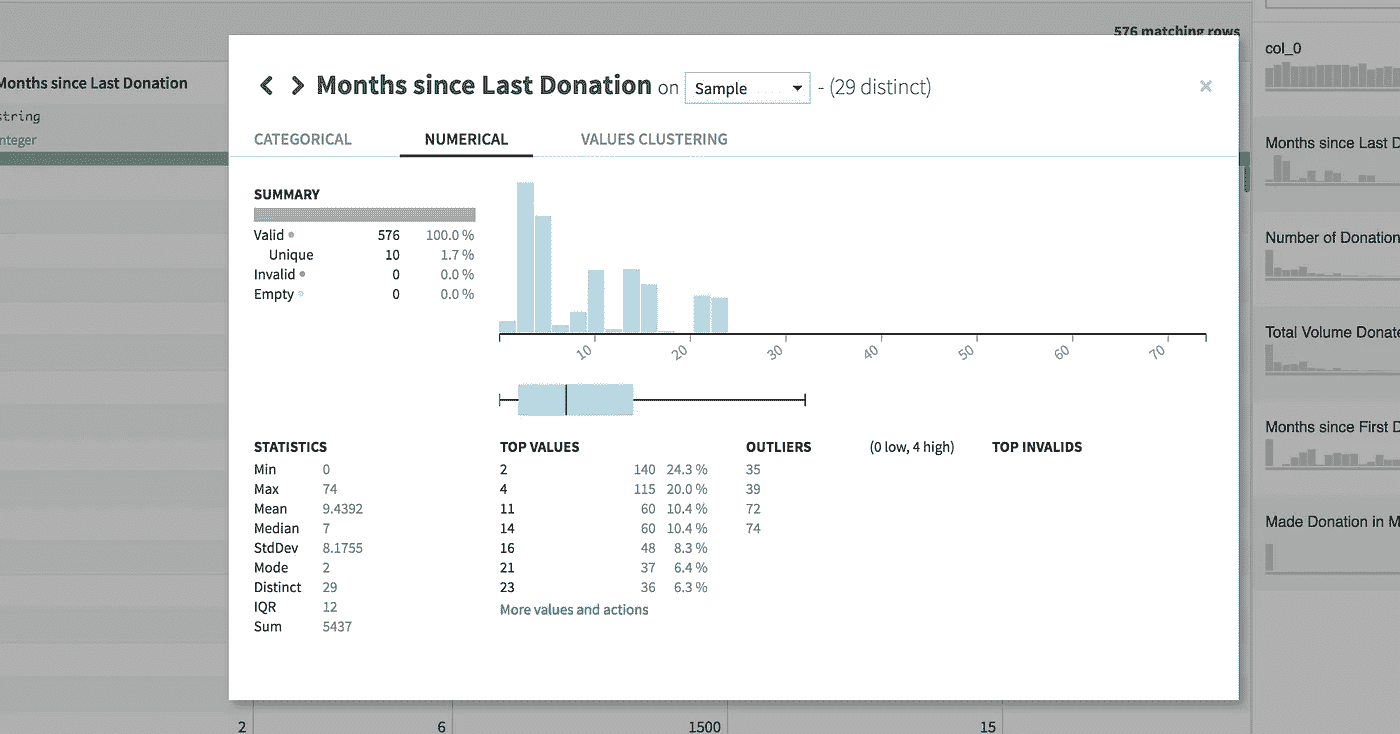 576 matching rows
Months since Last Donation
string
nteger
Months since Last Donation on Sample - (29 distinct)
×
CATEGORICAL NUMERICAL VALUES CLUSTERING
SUMMARY
Valid 576 100.0 %
Unique 10 1.7 %
Invalid 0 0.0 %
Empty 0 0.0 %
10 20 30 40 50 60 70
STATISTICS
Min 0
Max 74
Mean 9.4392
Median 7
StdDev 8.1755
Mode 2
Distinct 29
IQR 12
Sum 5437
TOP VALUES
2 140 24.3 %
4 115 20.0 %
11 60 10.4 %
14 60 10.4 %
16 48 8.3 %
21 37 6.4 %
23 36 6.3 %
More values and actions
OUTLIERS (0 low, 4 high)
35
39
72
74
TOP INVALIDS
col_0
Months since Last D
Number of Donation
Total Volume Donate
Months since First D
Made Donation in M
2 6 1500 15